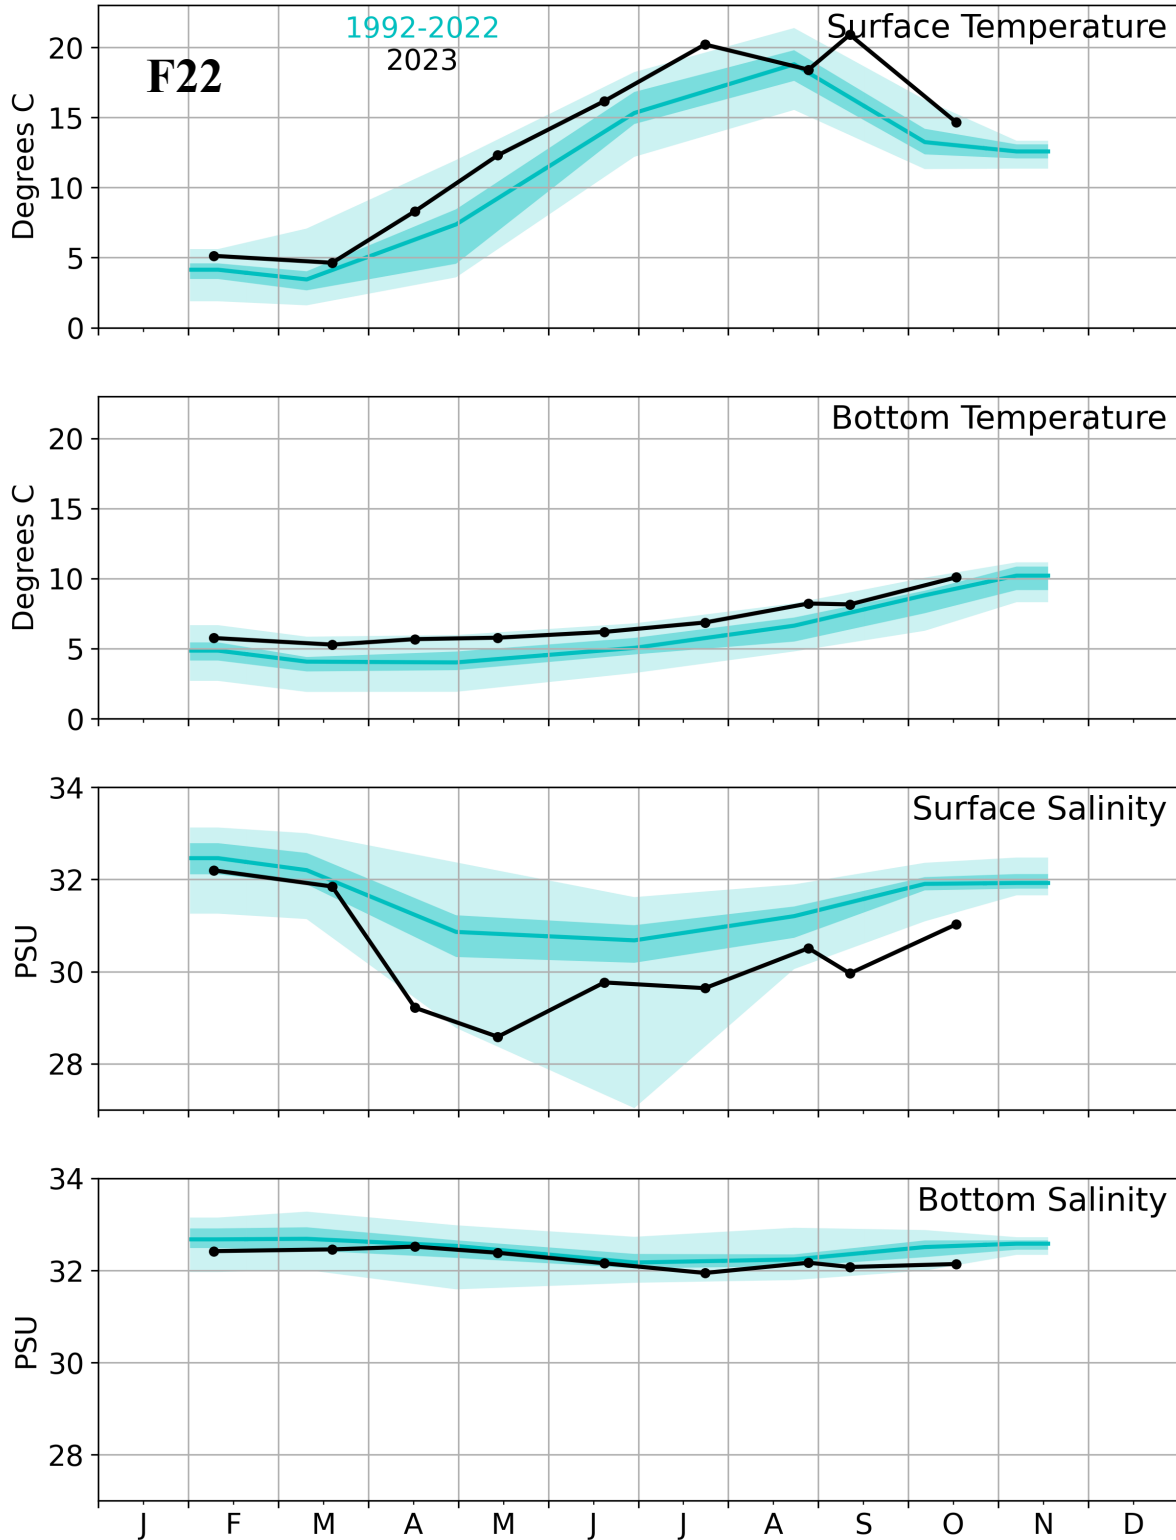 1992-2022
2023
F22
Surface Temperature
Degrees C
20
15
10
5
0
Bottom Temperature
Degrees C
20
15
10
5
0
Surface Salinity
PSU
34
32
30
28
Bottom Salinity
PSU
34
32
30
28
J F M A M J J A S O N D